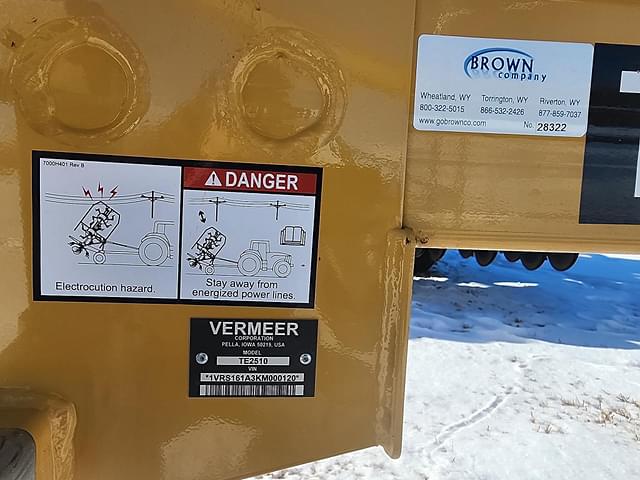 BROWN
company
Wheatland, WY Torrington, WY Riverton, WY
800-322-5015 866-532-2426 877-859-7037
www.gobrownco.com No. 28322
7000H401 Rev B
DANGER
Electrocution hazard.
Stay away from
energized power lines.
VERMEER
CORPORATION
PELLA, IOWA 50219, USA
MODEL
TE2510
VIN
*1VRS161A3KM000120*